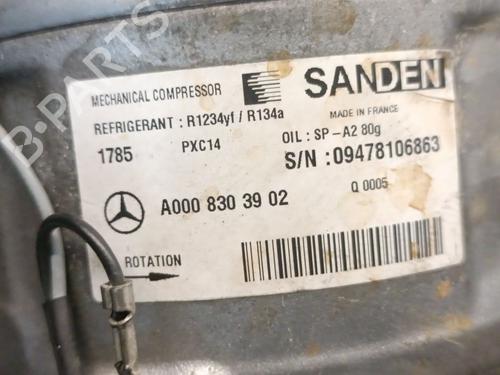 B-PARTS
MECHANICAL COMPRESSOR
SANDEN
REFRIGERANT : R1234yf / R134a
MADE IN FRANCE
1785 PXC14
OIL : SP-A2 80g
S/N : 09478106863
A000 830 39 02
Q 0005
ROTATION